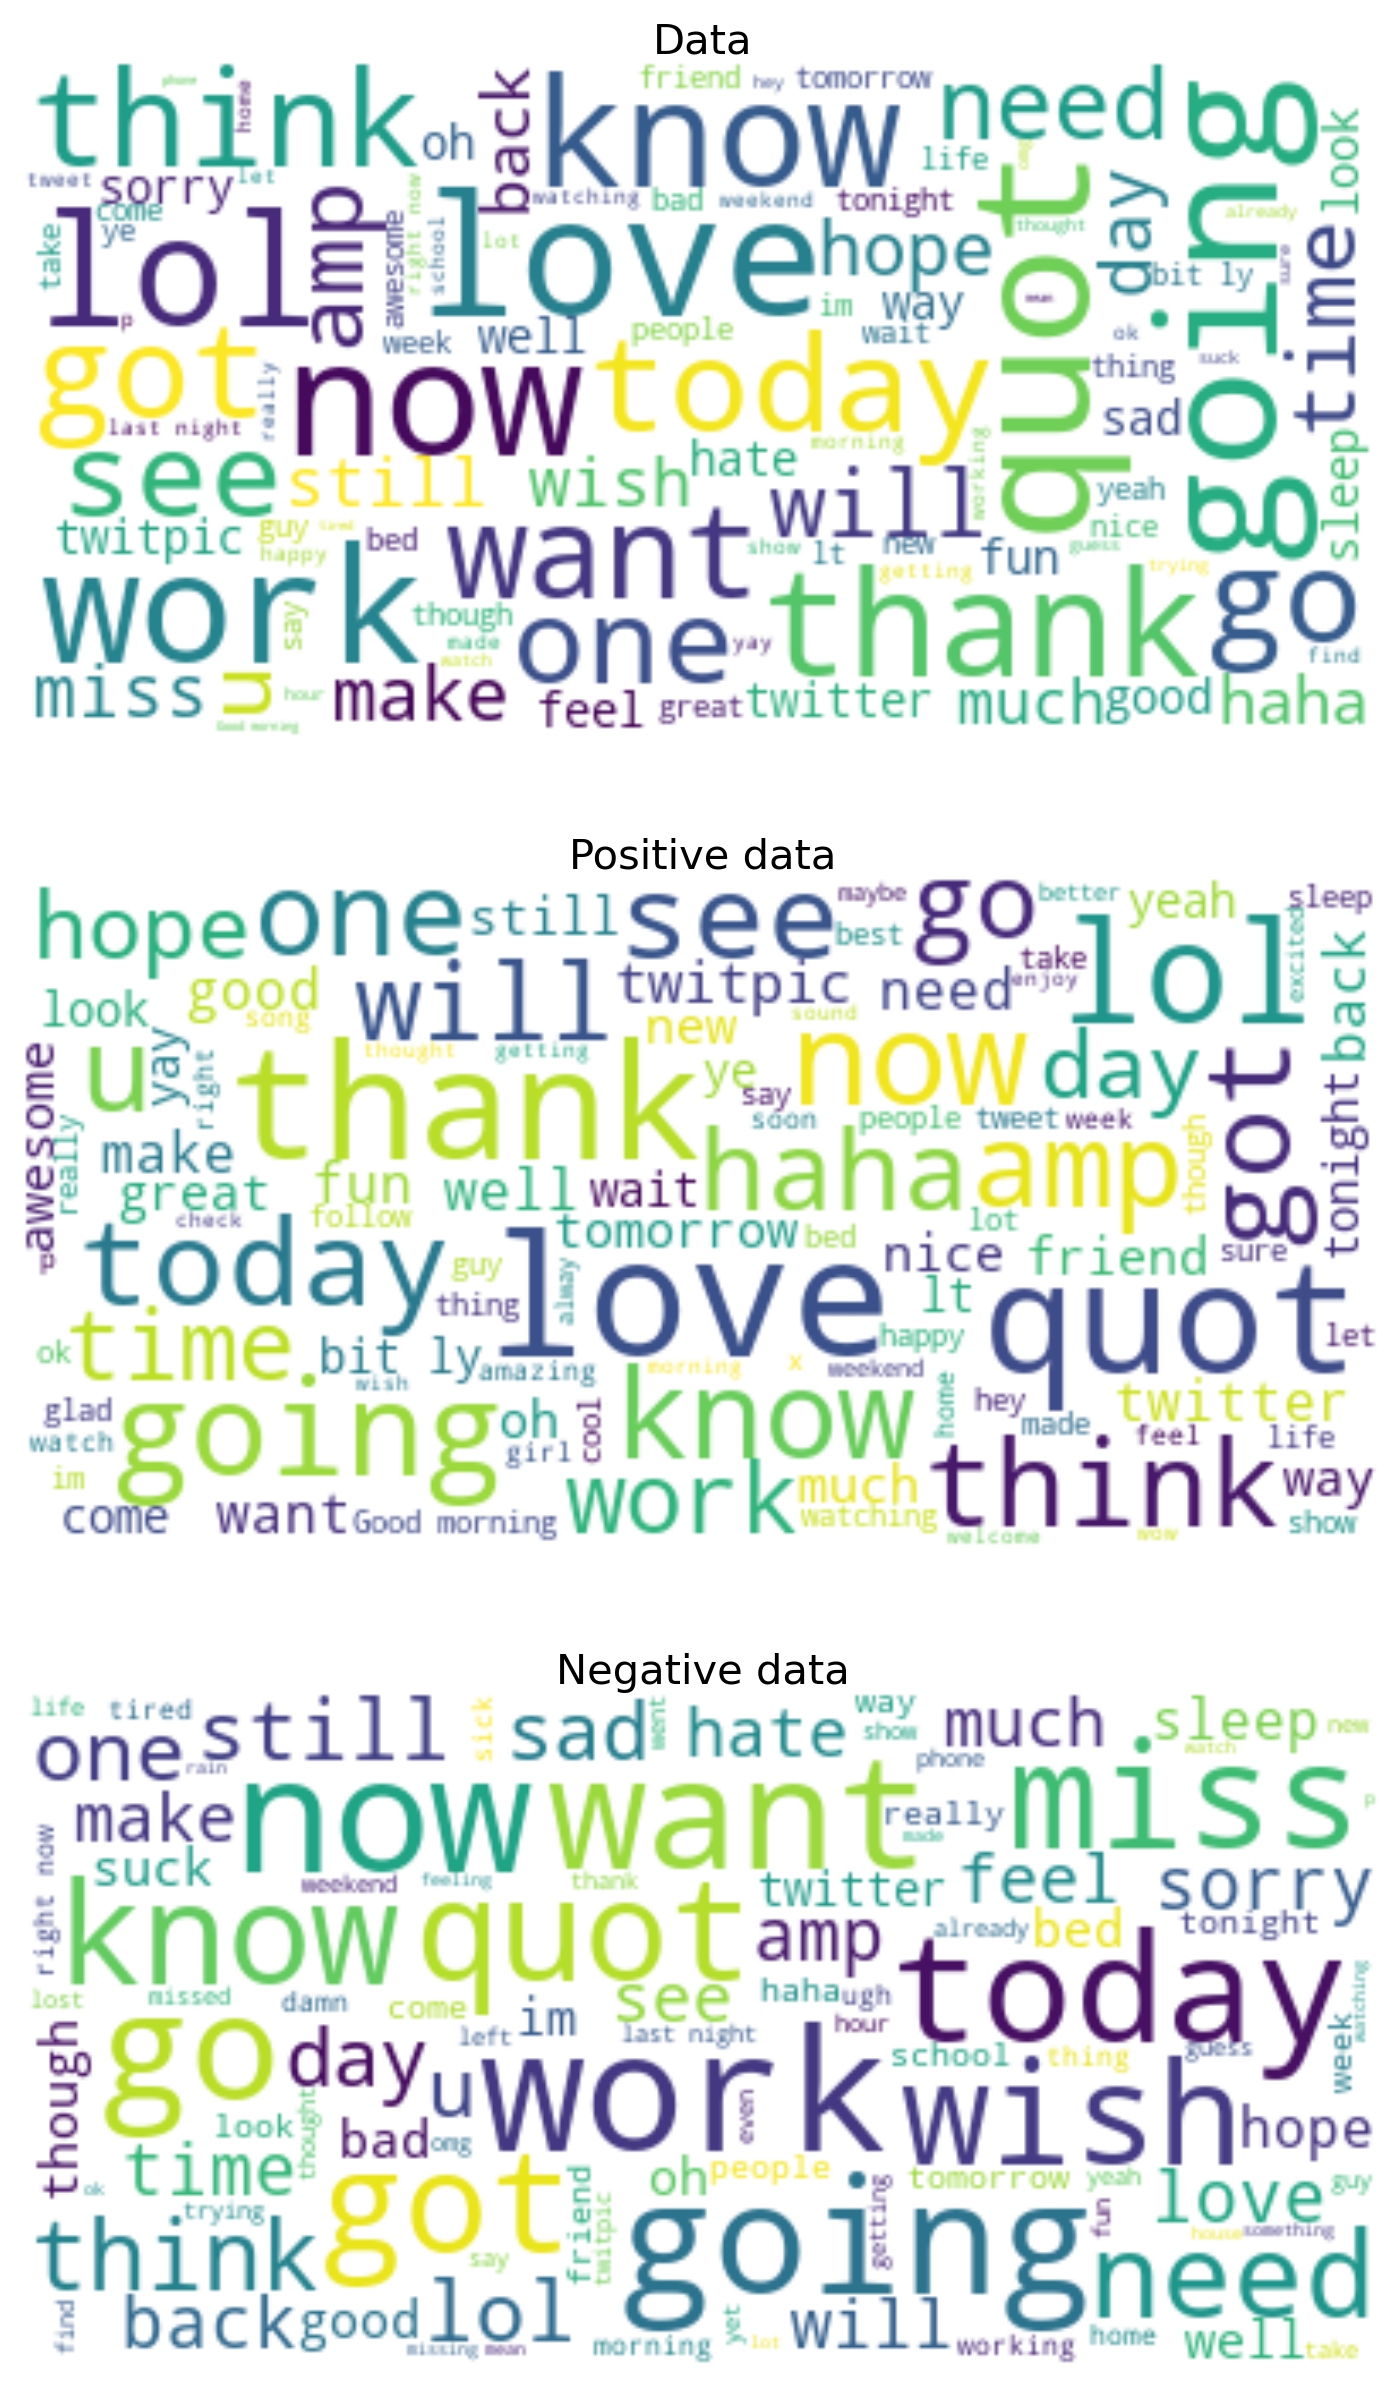 Data
think
phone
home
back
know
friend
hey
tomorrow
need
going
look
oh
life
omg
tweet
sorry
let
come
ye
take
lol
p
amp
awesome
right now
school
lot
love
watching
bad
weekend
tonight
hope
im
way
wait
quot
thought
day
already
bit ly
sure
time
ok
suck
thing
sad
got
last night
really
now
week
well
people
today
morning
working
see
still
wish
hate
will
yeah
nice
sleep
twitpic
guy
tired
happy
bed
want
show
lt
new
getting
fun
guess
trying
work
say
though
made
watch
one
yay
thank
go
find
miss
u
hour
Good morning
make
feel
great
twitter
much
good
haha
Positive data
hope
one
still
see
maybe
best
go
better
yeah
sleep
look
good
song
will
twitpic
need
take
enjoy
lol
excited
back
awesome
u
yay
right
thought
getting
thank
new
sound
ye
say
now
day
got
tonight
really
make
great
fun
follow
well
wait
haha
soon
people
tweet
week
amp
though
p
check
today
guy
thing
love
alway
tomorrow
bed
nice
lot
friend
sure
lt
happy
quot
let
ok
time
bit ly
amazing
wish
morning
x
weekend
glad
watch
im
going
oh
girl
cool
know
home
hey
made
twitter
feel
life
come
want
Good morning
work
much
watching
think
way
show
welcome
wow
Negative data
life
tired
one
rain
still
sick
sad
went
hate
way
show
much
phone
sleep
watch
new
make
now
want
really
made
miss
p
suck
weekend
feeling
thank
twitter
feel
sorry
right now
know
quot
amp
already
bed
tonight
today
lost
missed
damn
come
see
haha
ugh
hour
im
left
last night
though
go
day
u
work
even
school
thing
guess
week
watching
wish
hope
look
thought
bad
omg
time
ok
trying
got
friend
twitpic
oh
people
tomorrow
yeah
love
guy
think
say
going
getting
fun
house
something
need
find
back
good
lol
missing
mean
morning
yet
lot
will
working
home
well
take